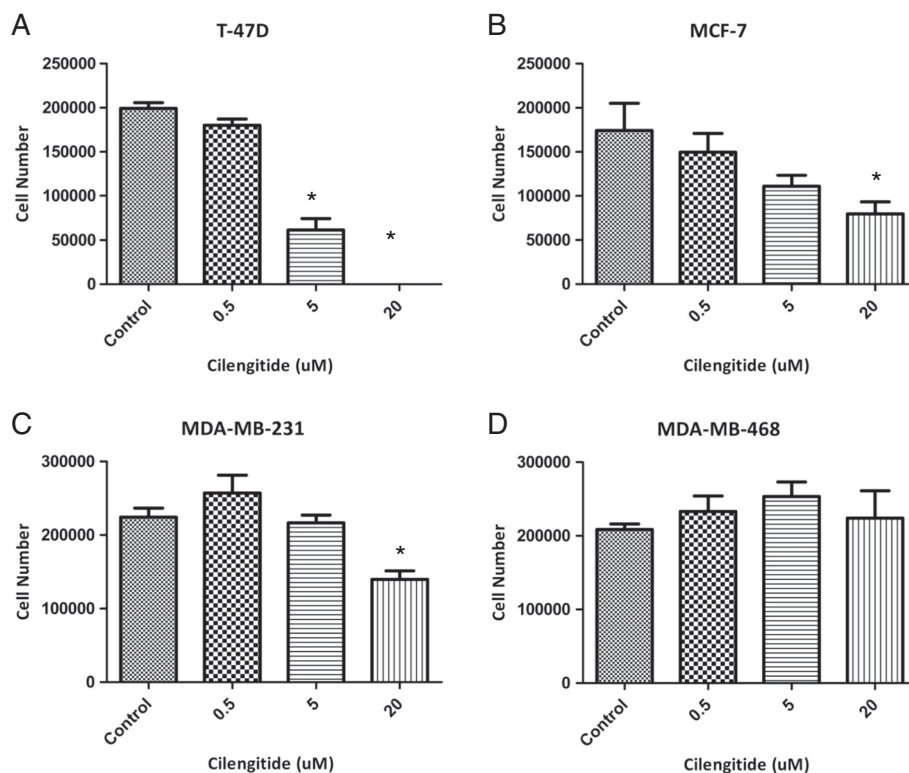 A
T-47D
Cell Number
250000
200000
150000
100000
50000
0
*
*
Control
0.5
5
20
Cilengitide (uM)
B
MCF-7
Cell Number
250000
200000
150000
100000
50000
0
*
Control
0.5
5
20
Cilengitide (uM)
C
MDA-MB-231
Cell Number
300000
200000
100000
0
*
Control
0.5
5
20
Cilengitide (uM)
D
MDA-MB-468
Cell Number
300000
200000
100000
0
Control
0.5
5
20
Cilengitide (uM)